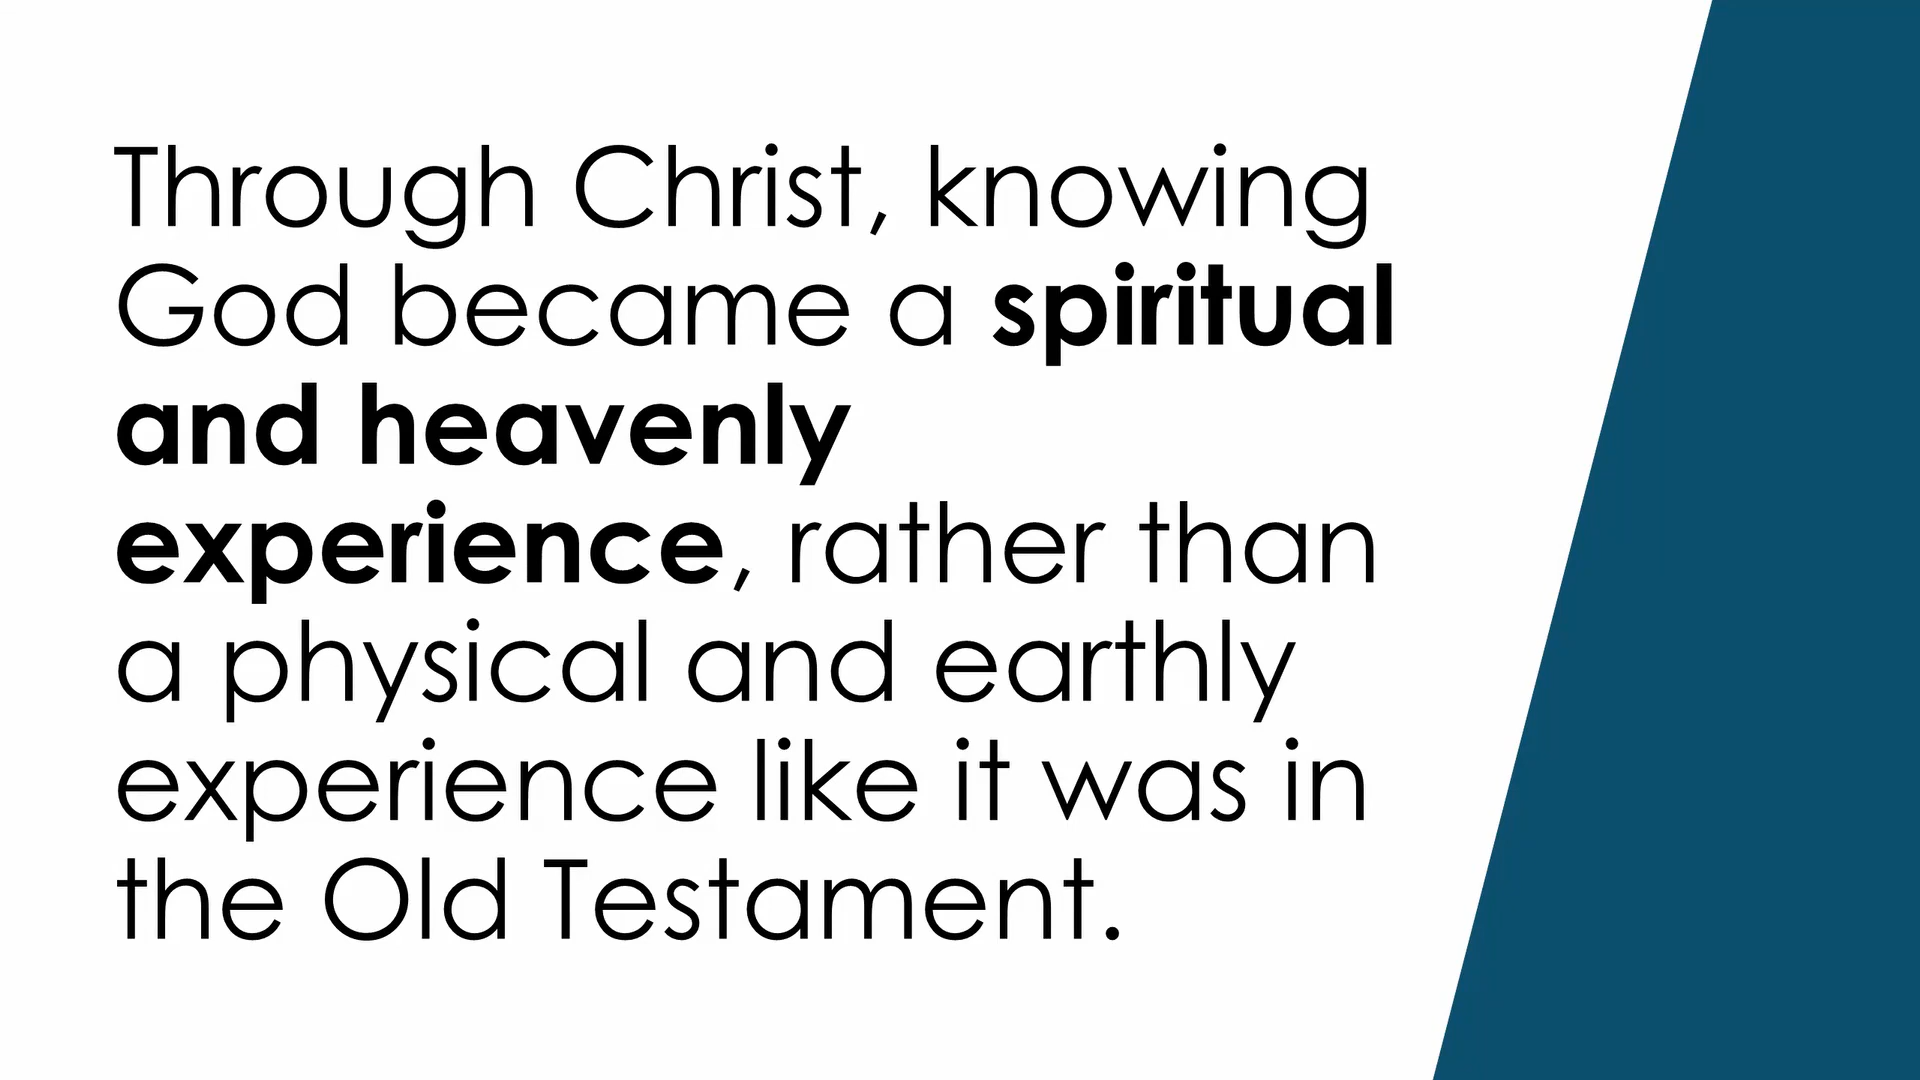 Through Christ, knowing
God became a spiritual
and heavenly
experience, rather than
a physical and earthly
experience like it was in
the Old Testament.